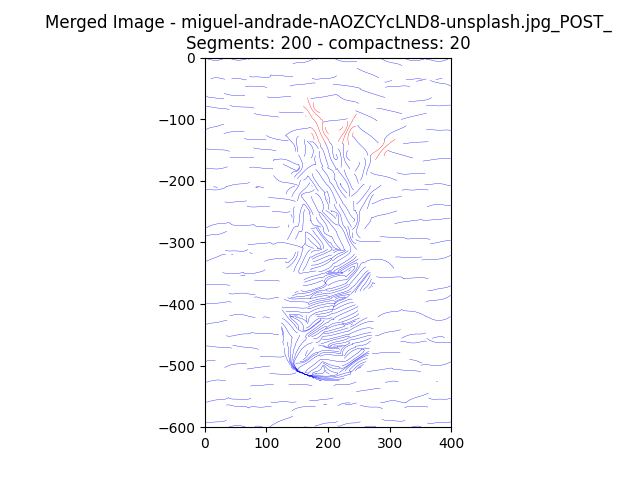 Merged Image - miguel-andrade-nAOZCYcLND8-unsplash.jpg_POST_
Segments: 200 - compactness: 20
0
−100
−200
−300
−400
−500
−600
0 100 200 300 400